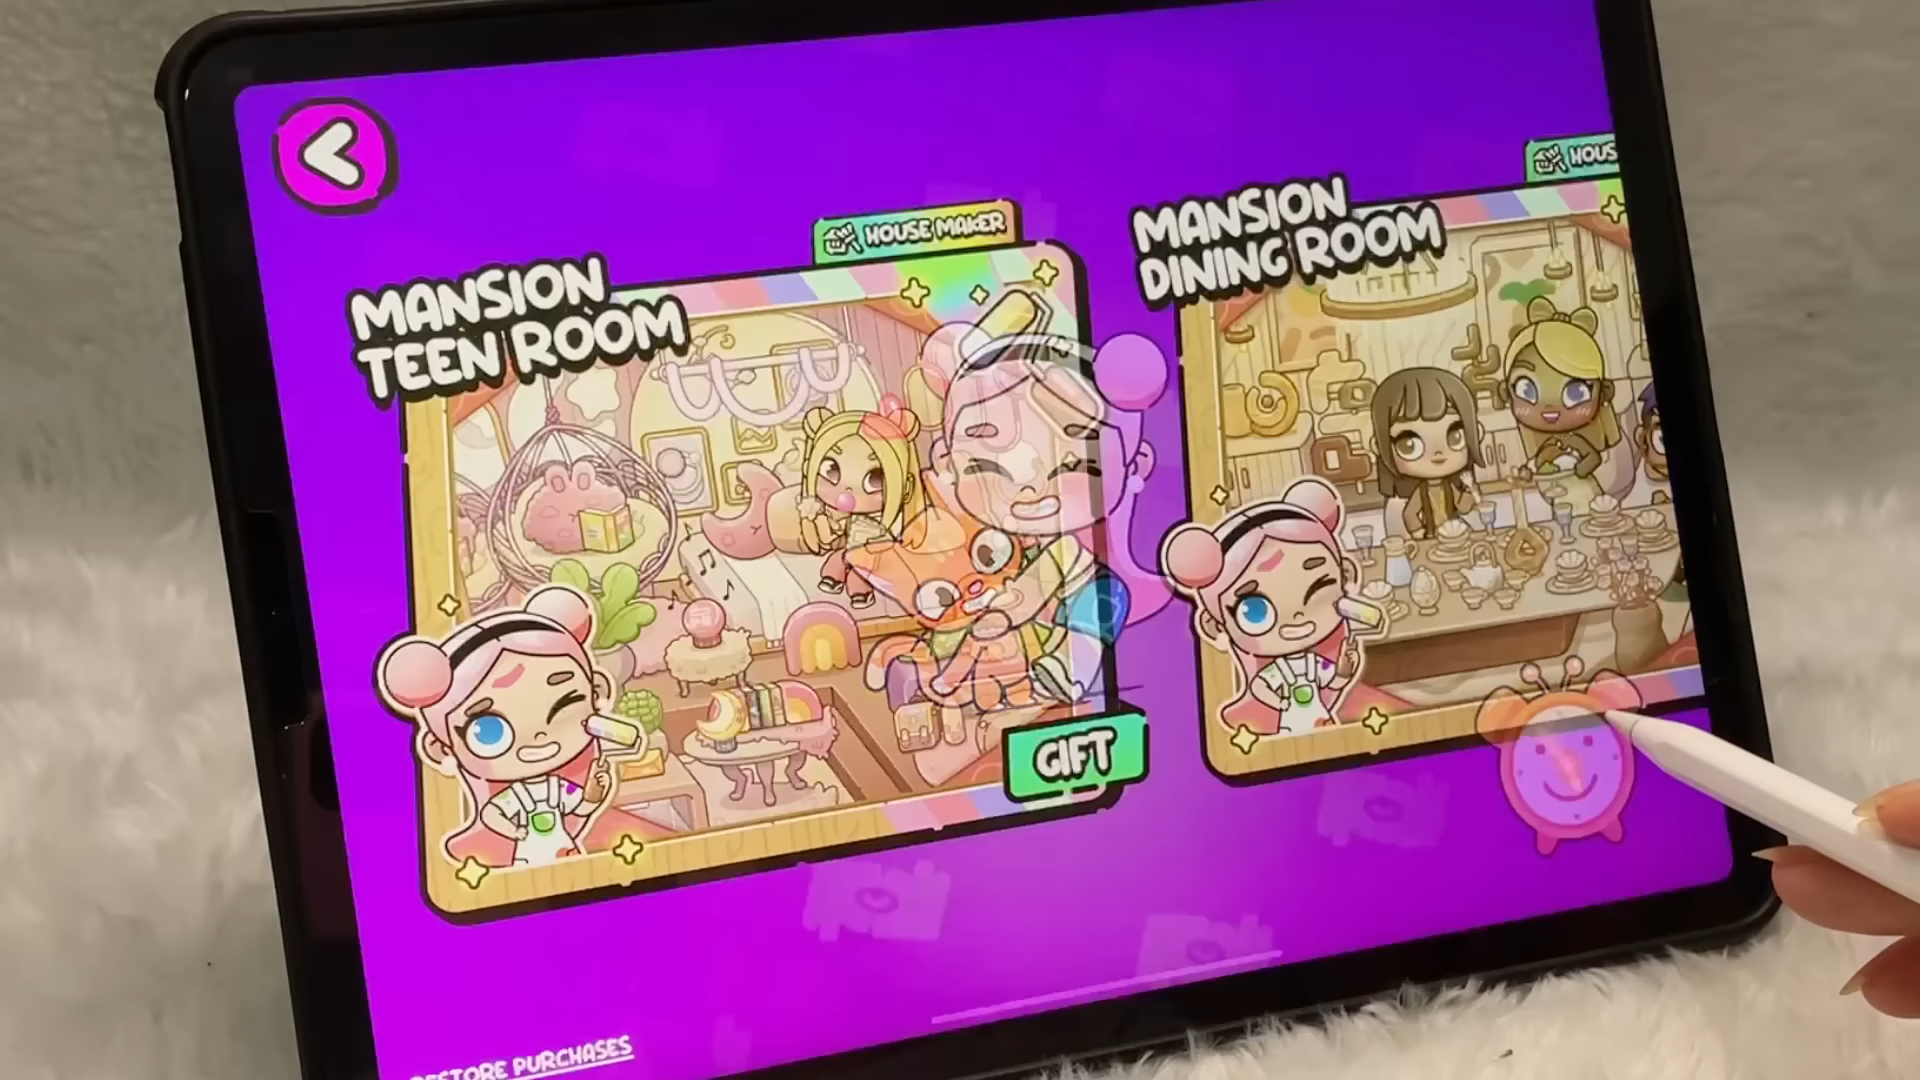 HOUSE MAKER
MANSION
TEEN ROOM
GIFT
MANSION
DINING ROOM
RESTORE PURCHASES